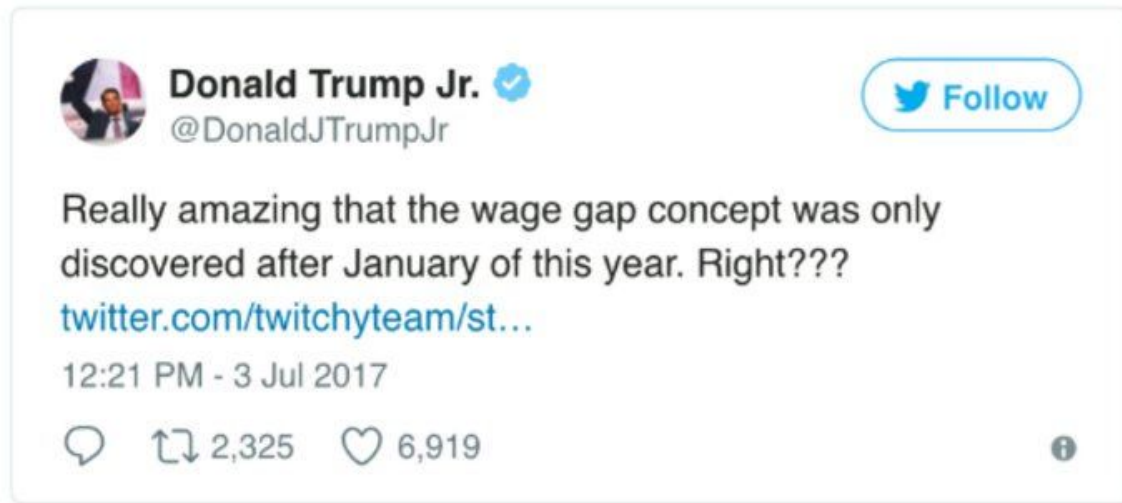 Donald Trump Jr.
@DonaldJTrumpJr
Follow
Really amazing that the wage gap concept was only
discovered after January of this year. Right???
twitter.com/twitchyteam/st...
12:21 PM - 3 Jul 2017
2,325 6,919